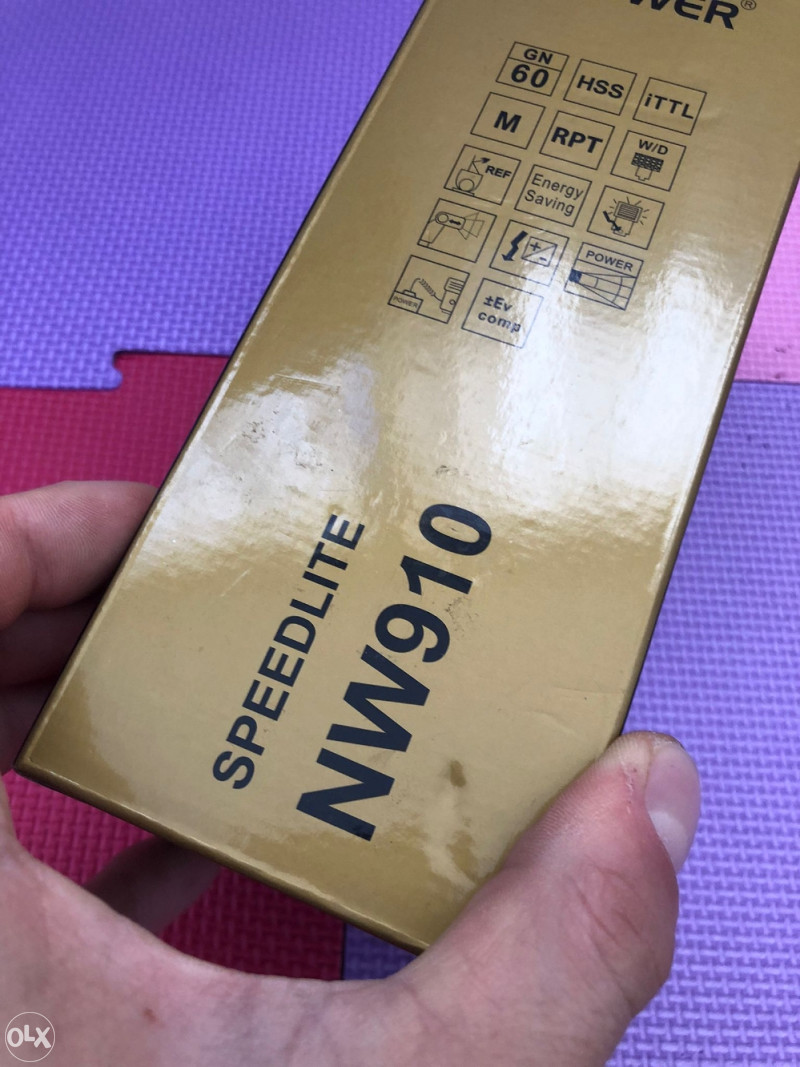 WER®
GN 60
HSS
iTTL
M
RPT
W/D
REF
Energy Saving
+ -
POWER
POWER
±Ev comp
SPEEDLITE
NW910
OLX